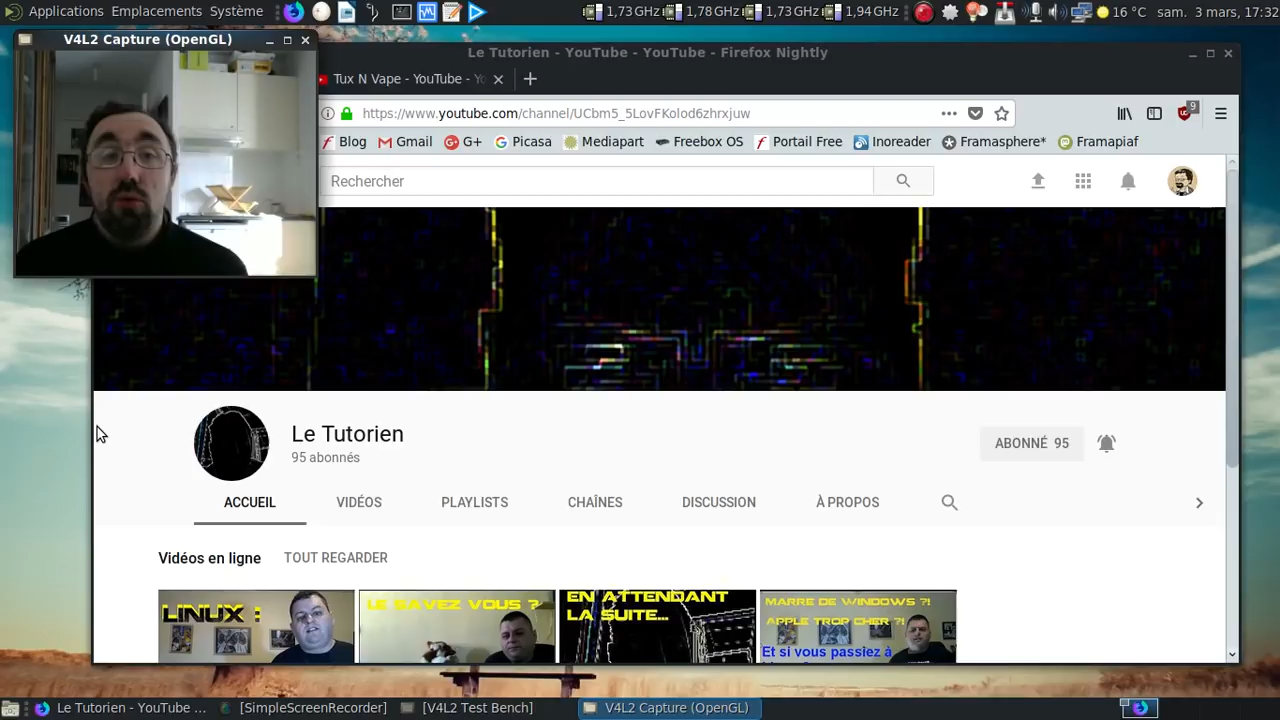 Applications Emplacements Système
1,73 GHz 1,78 GHz 1,73 GHz 1,94 GHz 16 °C sam. 3 mars, 17:32
V4L2 Capture (OpenGL)
Le Tutorien - YouTube - YouTube - Firefox Nightly
Tux N Vape - YouTube - Yo
https://www.youtube.com/channel/UCbm5_5LovFKolod6zhrxjuw
9
Blog Gmail G+ Picasa Mediapart Freebox OS Portail Free Inoreader Framasphere* Framapiaf
Rechercher
Le Tutorien
95 abonnés
ABONNÉ 95
ACCUEIL VIDÉOS PLAYLISTS CHAÎNES DISCUSSION À PROPOS
Vidéos en ligne TOUT REGARDER
LINUX :
LE SAVEZ VOUS ?
EN ATTENDANT
LA SUITE...
MARRE DE WINDOWS ?!
APPLE TROP CHER ?!
Et si vous passiez à
Le Tutorien - YouTube ... [SimpleScreenRecorder] [V4L2 Test Bench] V4L2 Capture (OpenGL)